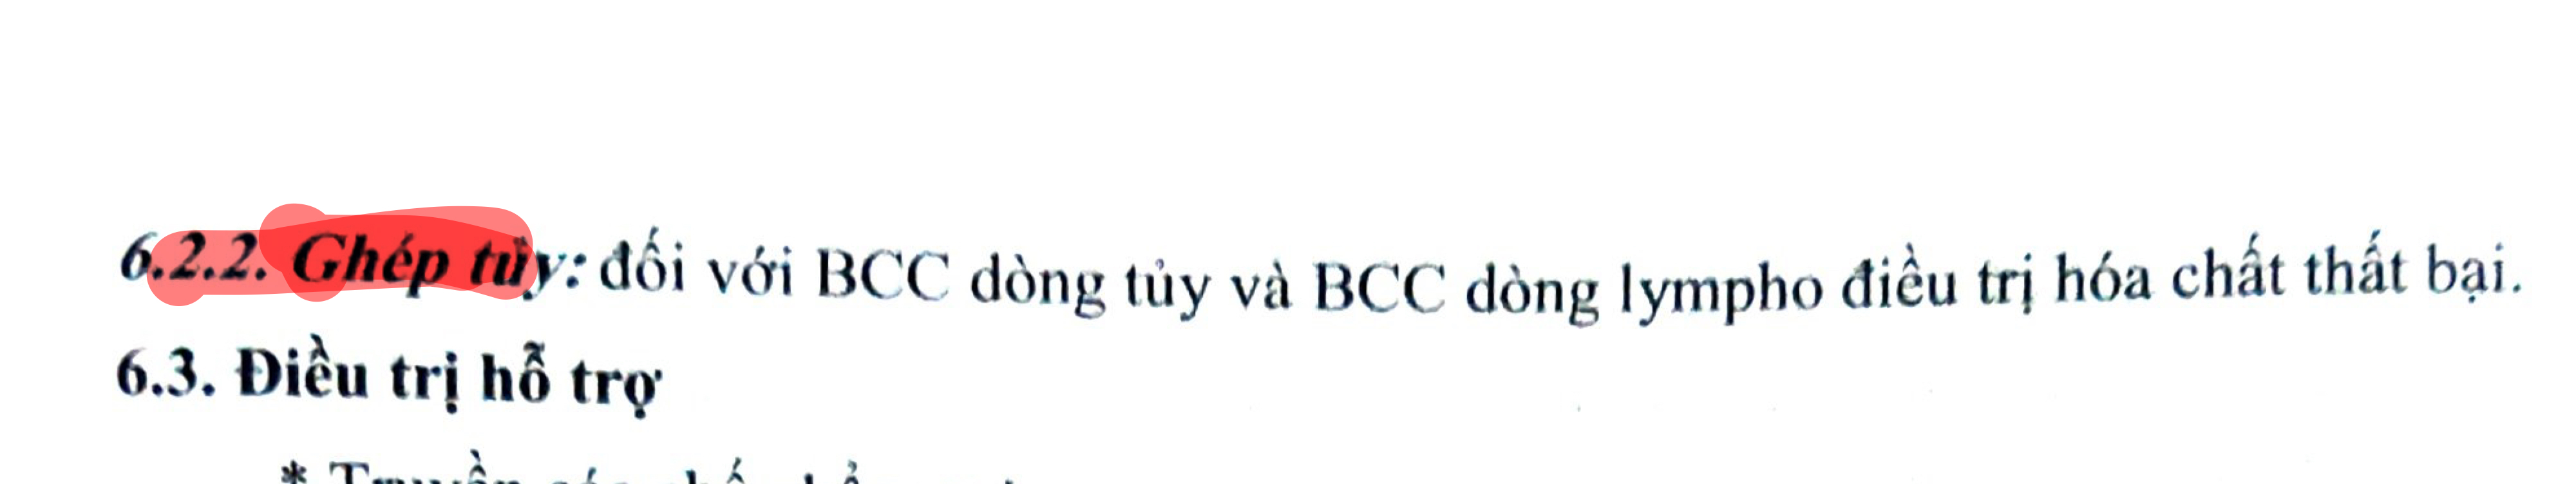 6.2.2. Ghép tủy: đối với BCC dòng tủy và BCC dòng lympho điều trị hóa chất thất bại.
6.3. Điều trị hỗ trợ